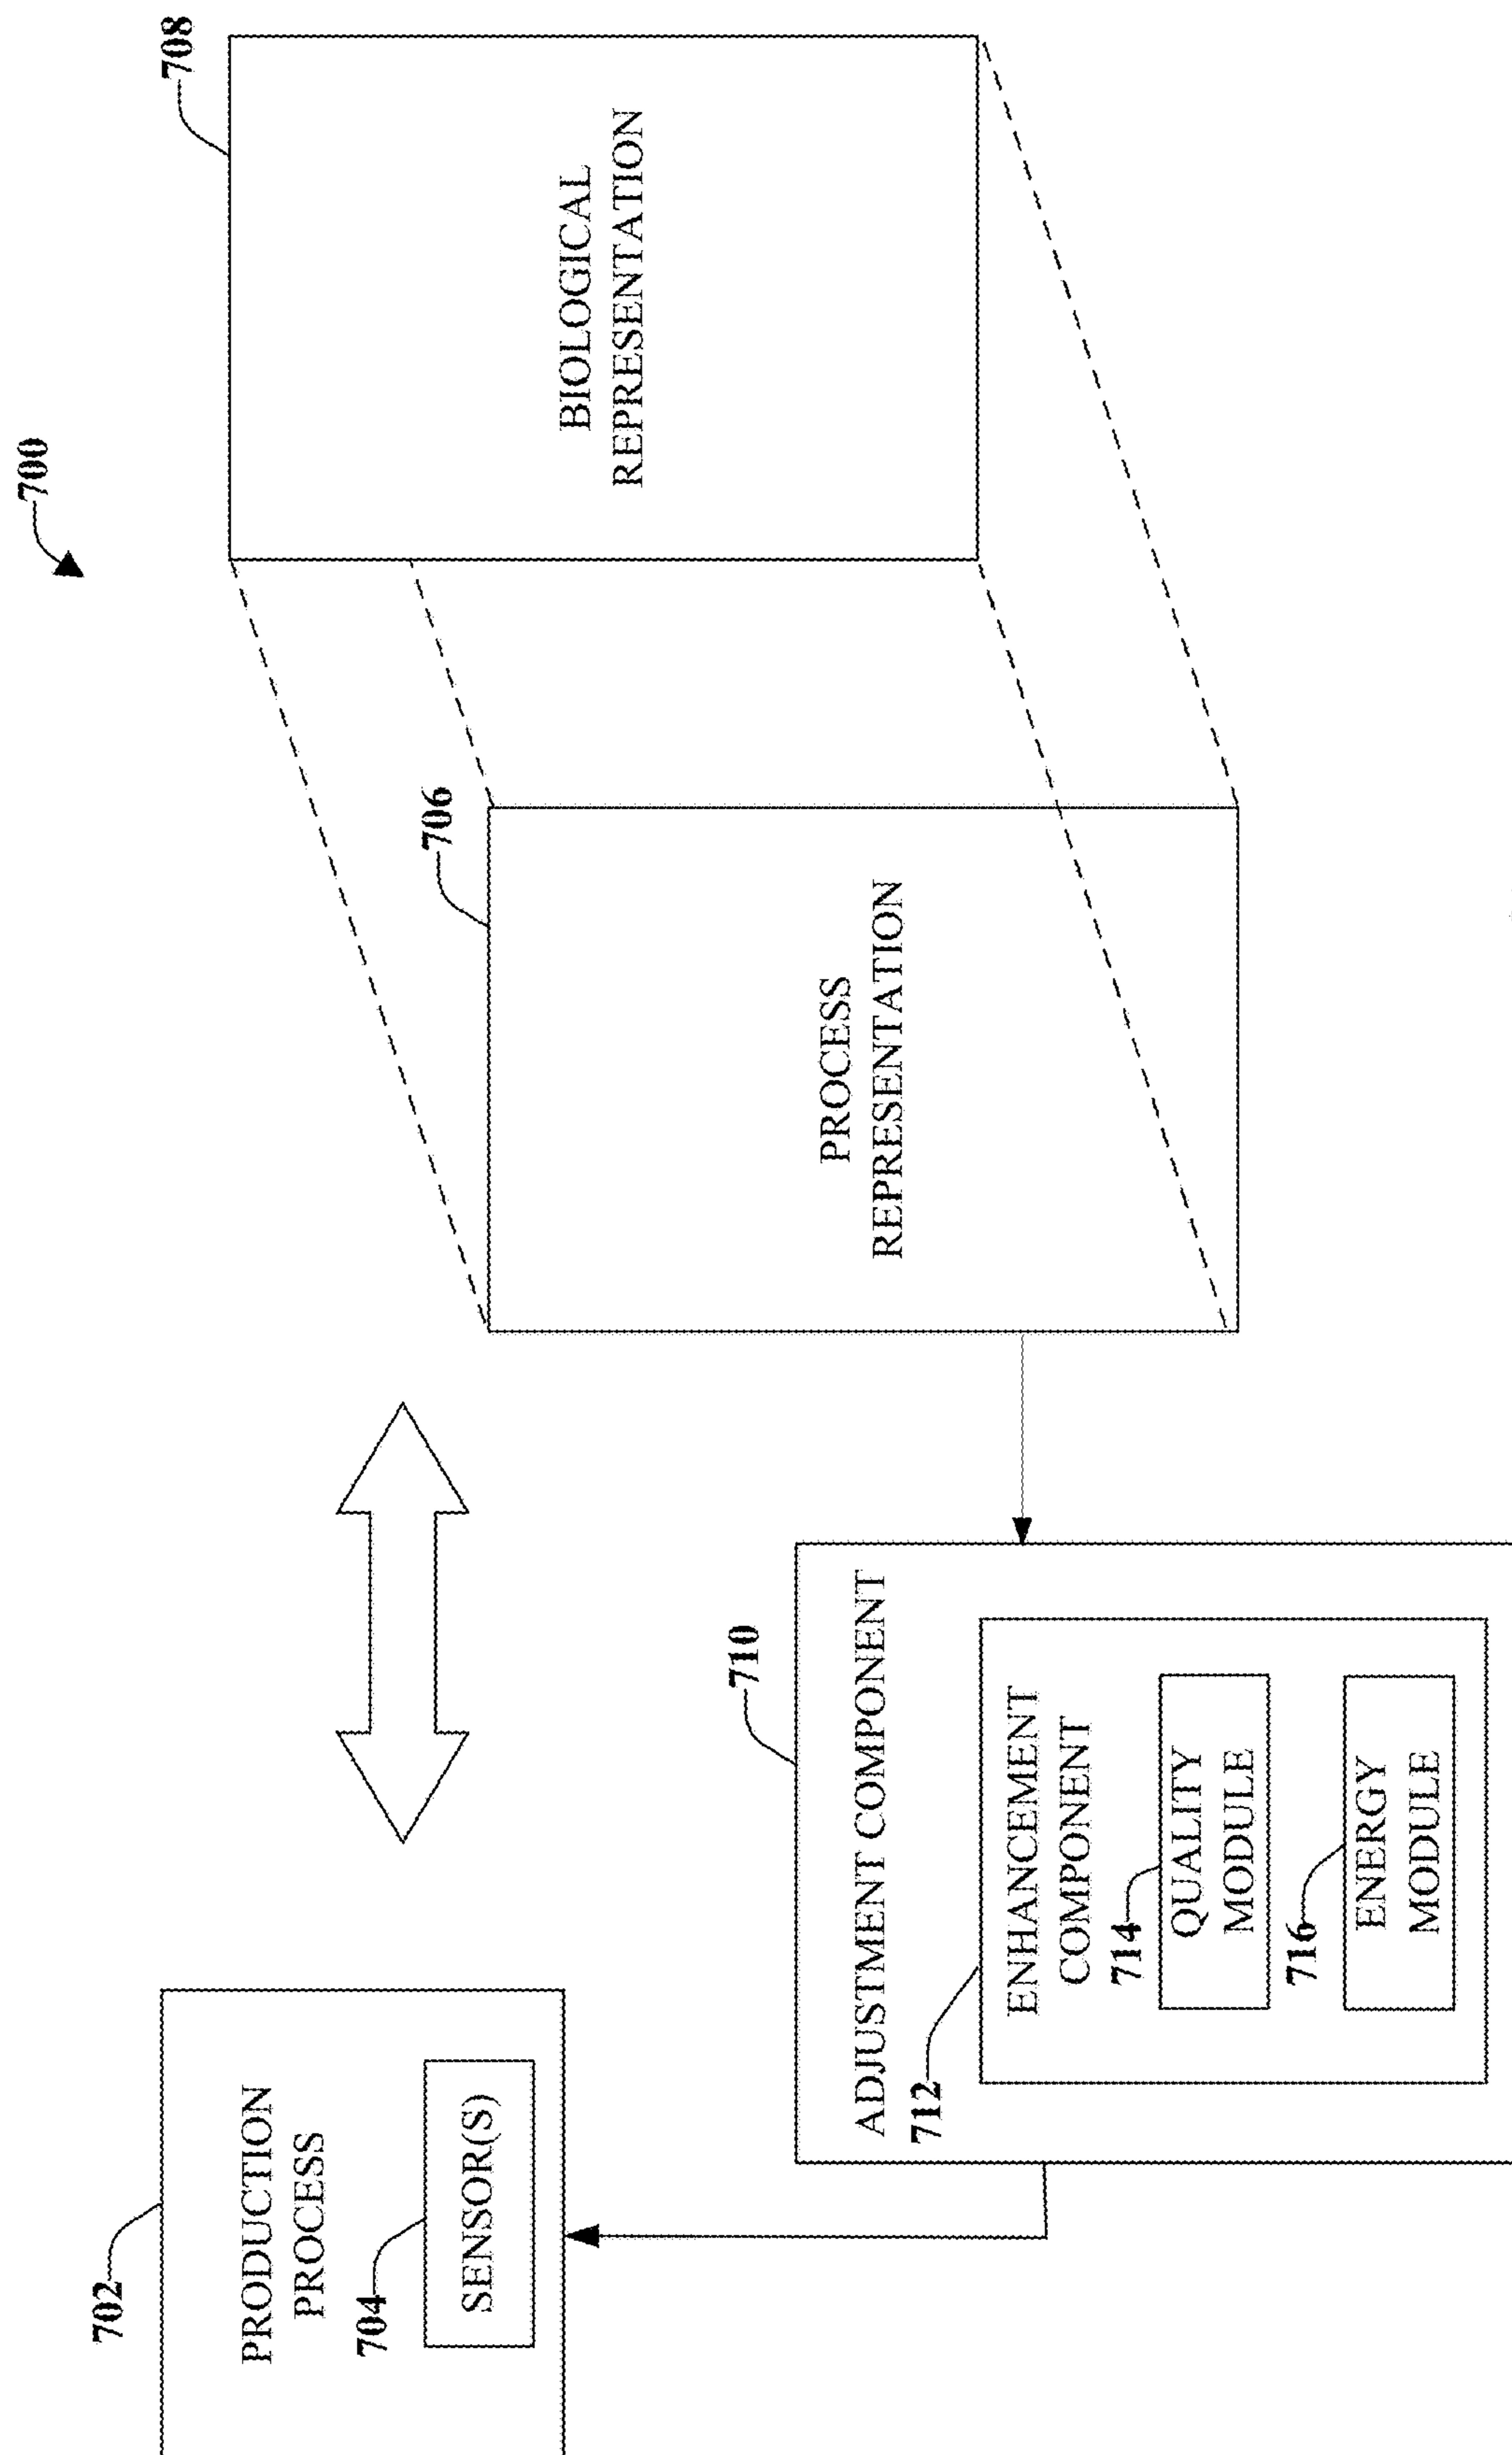 700
702
PRODUCTION
PROCESS
704
SENSOR(S)
706
PROCESS
REPRESENTATION
708
BIOLOGICAL
REPRESENTATION
710
ADJUSTMENT COMPONENT
712
ENHANCEMENT
COMPONENT
714
QUALITY
MODULE
716
ENERGY
MODULE